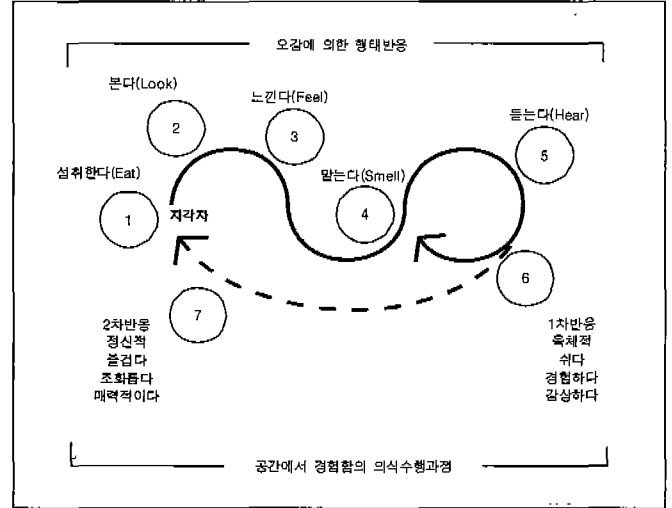 오감에 의한 행태반응
본다(Look)
2
느낀다(Feel)
3
듣는다(Hear)
5
섭취한다(Eat)
1
지각자
맡는다(Smell)
4
6
7
2차반응
정신적
즐겁다
조화롭다
매력적이다
1차반응
육체적
쉬다
경험하다
감상하다
공간에서 경험함의 의식수행과정